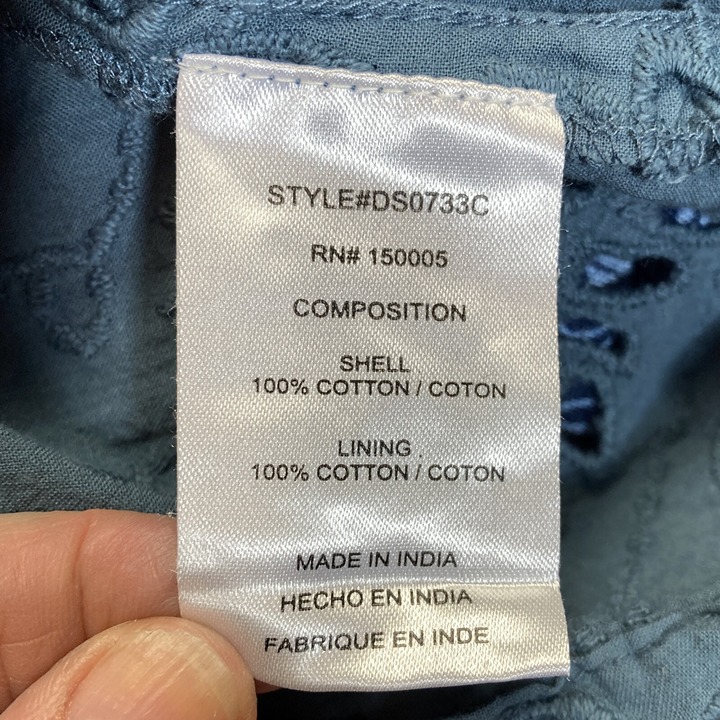 STYLE#DS0733C
RN# 150005
COMPOSITION
SHELL
100% COTTON / COTON
LINING .
100% COTTON / COTON
MADE IN INDIA
HECHO EN INDIA
FABRIQUE EN INDE